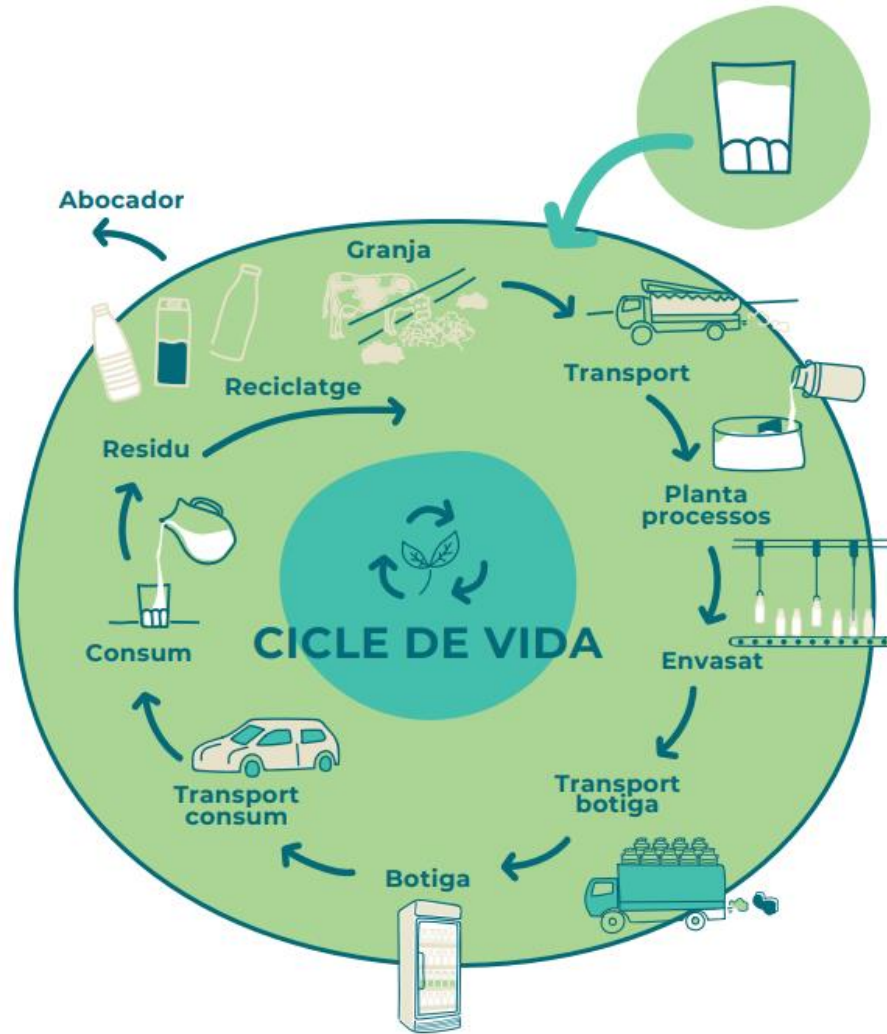 Abocador
Granja
Transport
Reciclatge
Residu
Planta
processos
CICLE DE VIDA
Consum
Envasat
Transport
botiga
Transport
consum
Botiga